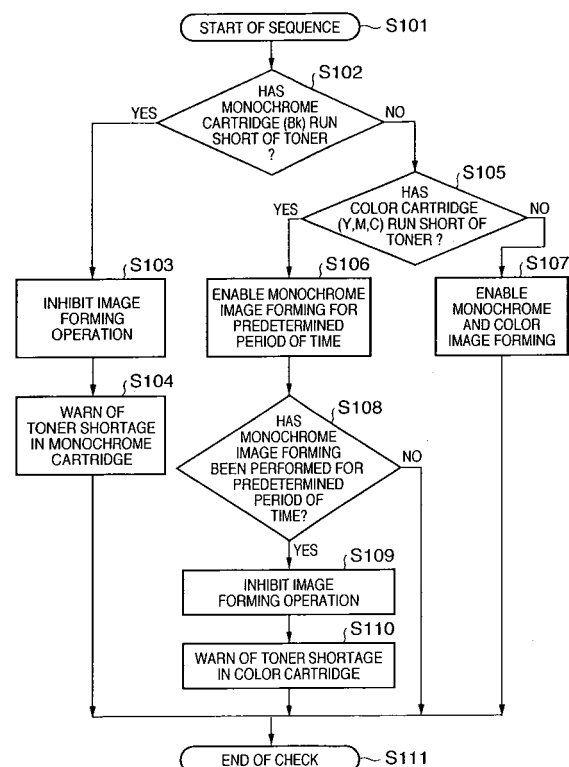 START OF SEQUENCE
S101
S102
HAS
MONOCHROME
CARTRIDGE (Bk) RUN
SHORT OF TONER
?
YES
NO
S105
HAS
COLOR CARTRIDGE
(Y,M,C) RUN SHORT OF
TONER ?
YES
NO
S103
INHIBIT IMAGE
FORMING
OPERATION
S106
ENABLE MONOCHROME
IMAGE FORMING FOR
PREDETERMINED
PERIOD OF TIME
S107
ENABLE
MONOCHROME
AND COLOR
IMAGE FORMING
S104
WARN OF
TONER SHORTAGE
IN MONOCHROME
CARTRIDGE
S108
HAS
MONOCHROME
IMAGE FORMING
BEEN PERFORMED FOR
PREDETERMINED
PERIOD OF
TIME?
NO
YES
S109
INHIBIT IMAGE
FORMING OPERATION
S110
WARN OF TONER SHORTAGE
IN COLOR CARTRIDGE
END OF CHECK
S111